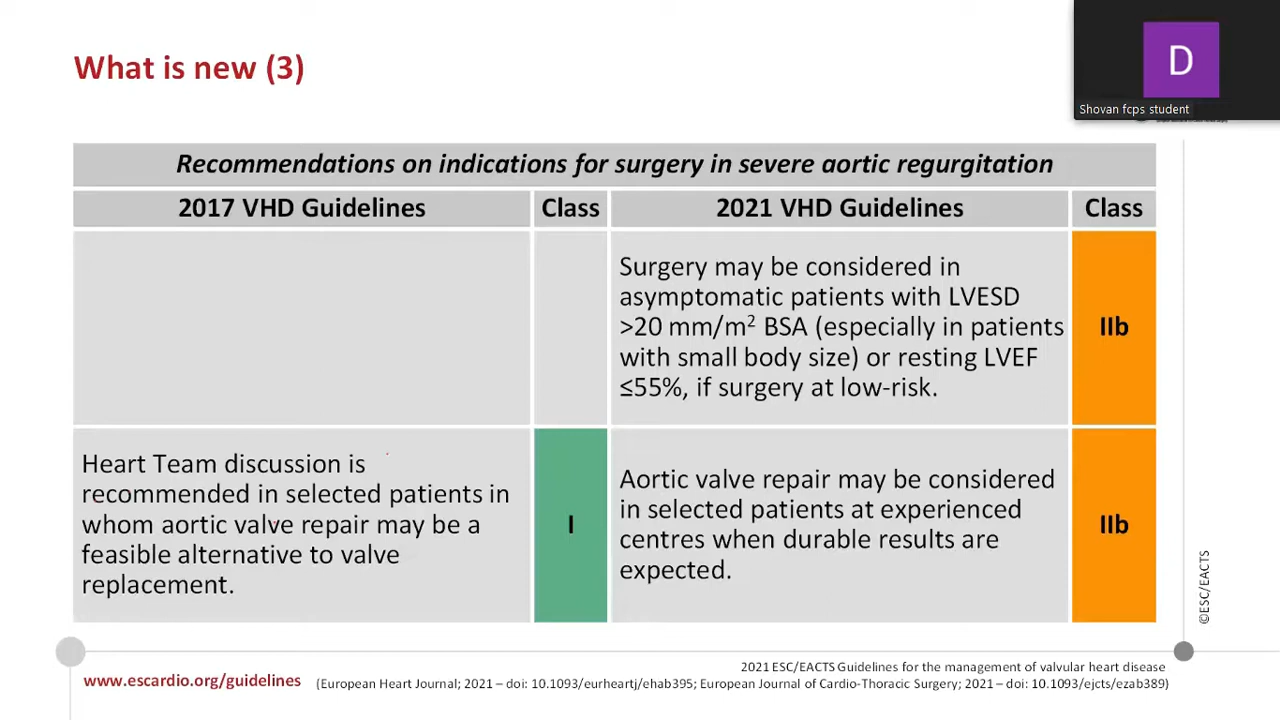 What is new (3)
D
Shovan fcps student
Recommendations on indications for surgery in severe aortic regurgitation
2017 VHD Guidelines
Class
2021 VHD Guidelines
Class
Surgery may be considered in
asymptomatic patients with LVESD
>20 mm/m² BSA (especially in patients
with small body size) or resting LVEF
≤55%, if surgery at low-risk.
IIb
Heart Team discussion is
recommended in selected patients in
whom aortic valve repair may be a
feasible alternative to valve
replacement.
I
Aortic valve repair may be considered
in selected patients at experienced
centres when durable results are
expected.
IIb
©ESC/EACTS
www.escardio.org/guidelines
2021 ESC/EACTS Guidelines for the management of valvular heart disease
(European Heart Journal; 2021 – doi: 10.1093/eurheartj/ehab395; European Journal of Cardio-Thoracic Surgery; 2021 – doi: 10.1093/ejcts/ezab389)